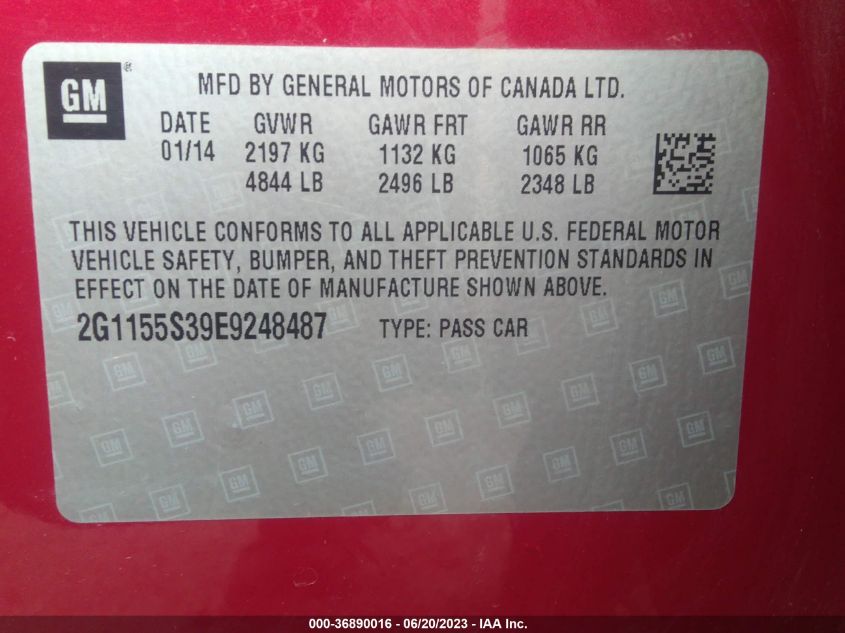 GM ®
MFD BY GENERAL MOTORS OF CANADA LTD.
DATE GVWR GAWR FRT GAWR RR
01/14 2197 KG 1132 KG 1065 KG
4844 LB 2496 LB 2348 LB
THIS VEHICLE CONFORMS TO ALL APPLICABLE U.S. FEDERAL MOTOR
VEHICLE SAFETY, BUMPER, AND THEFT PREVENTION STANDARDS IN
EFFECT ON THE DATE OF MANUFACTURE SHOWN ABOVE.
2G1155S39E9248487 TYPE: PASS CAR
000-36890016 - 06/20/2023 - IAA Inc.